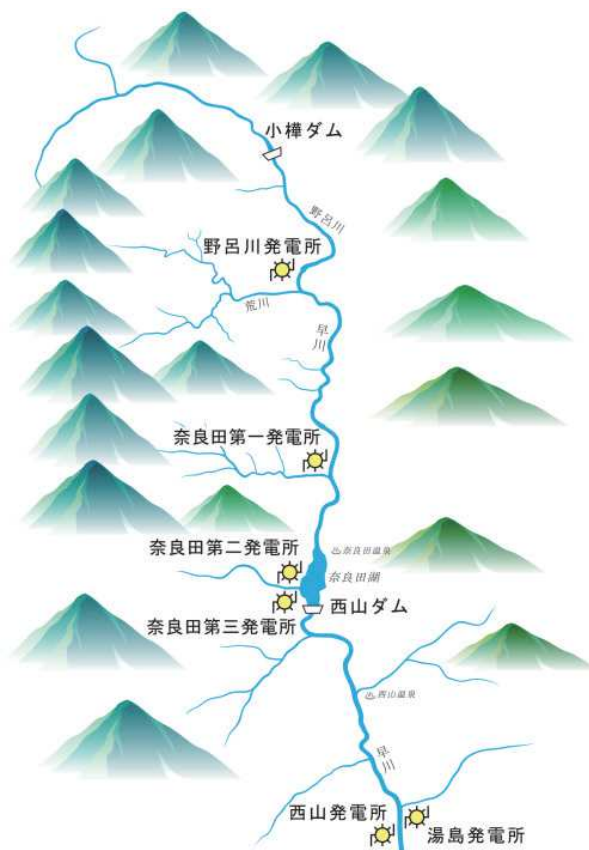 小樺ダム
野呂川
野呂川発電所
荒川
早川
奈良田第一発電所
奈良田第二発電所
奈良田温泉
奈良田湖
西山ダム
奈良田第三発電所
西山温泉
早川
西山発電所
湯島発電所